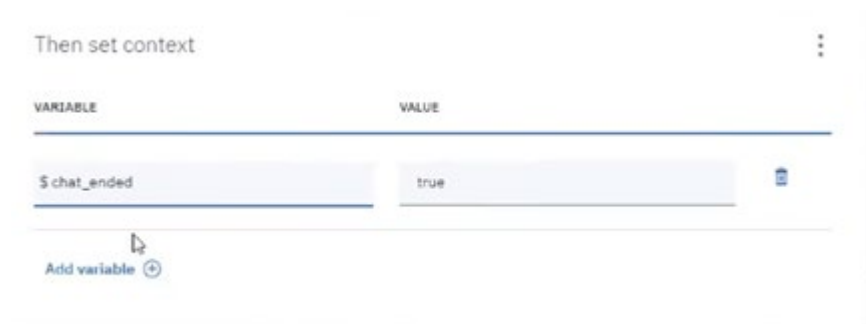 Then set context
VARIABLE VALUE
$ chat_ended true
Add variable